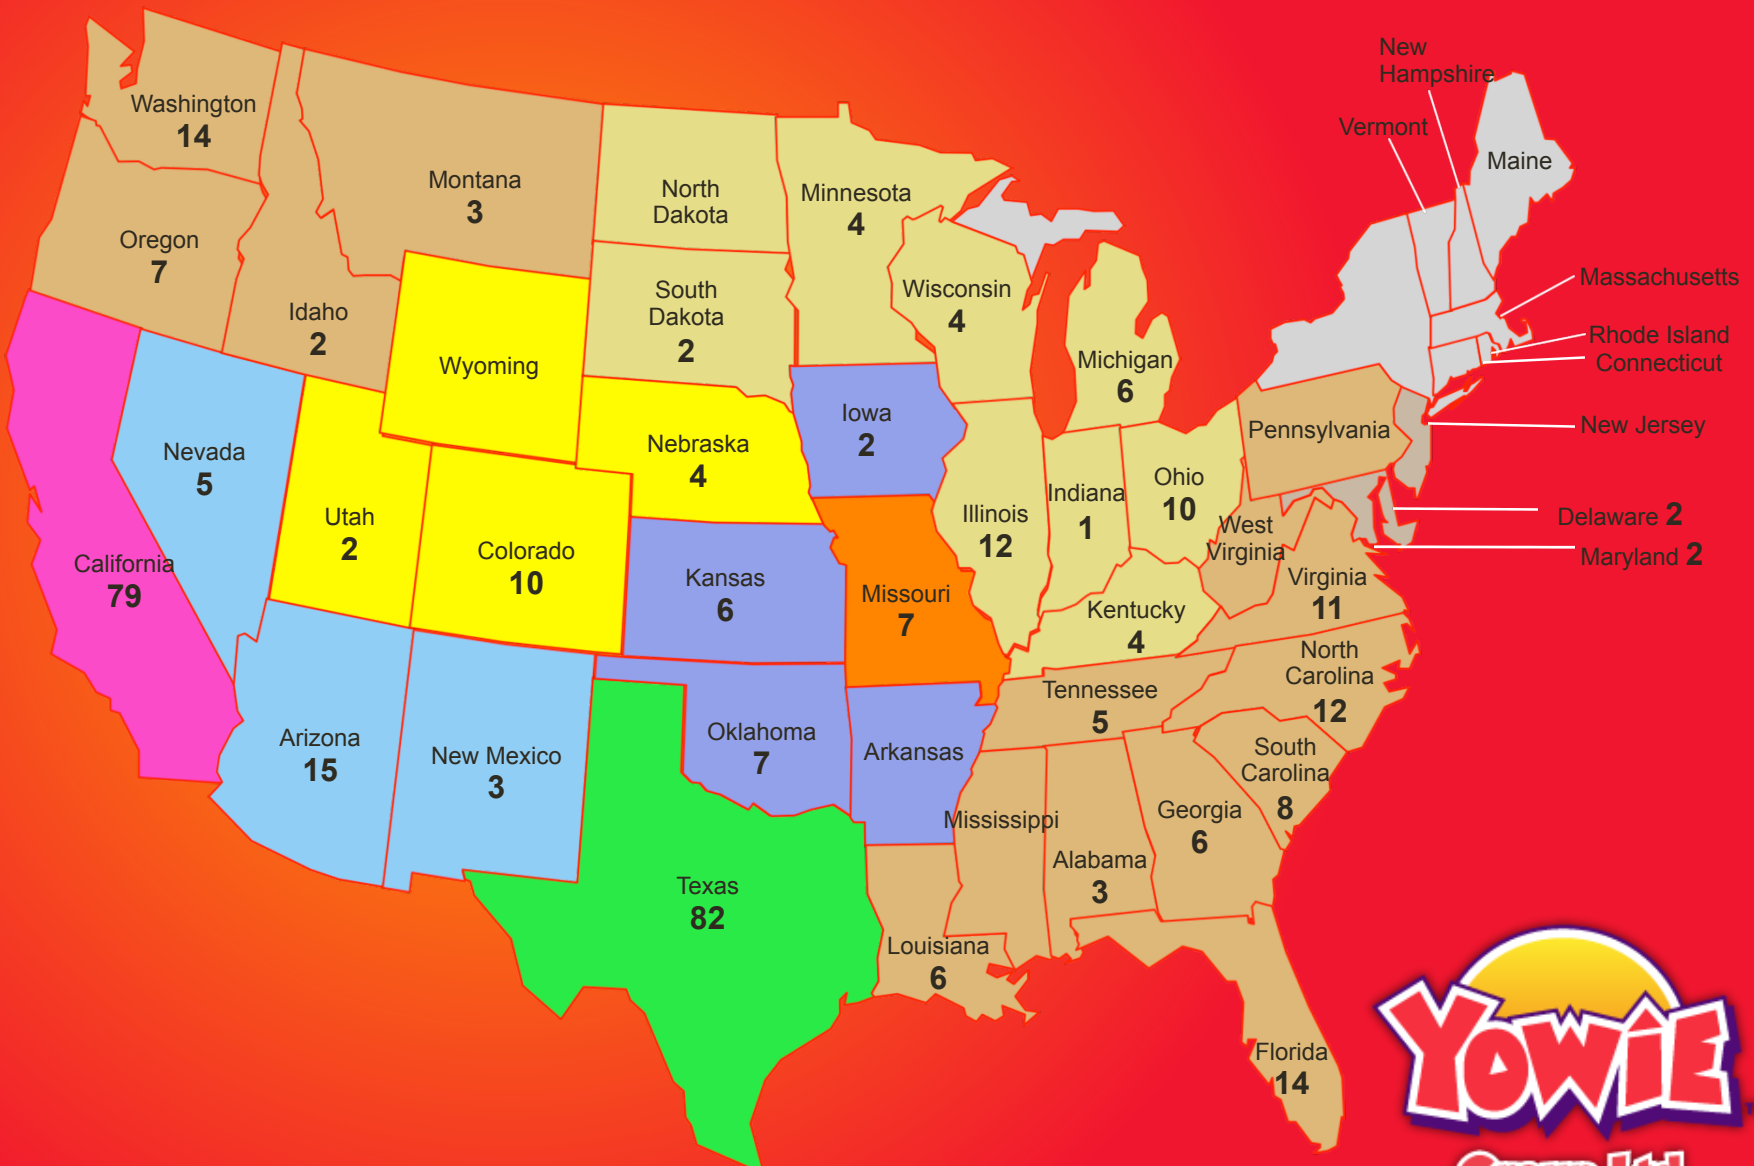 New
Hampshire
Vermont
Maine
Washington
14
Montana
3
North
Dakota
Minnesota
4
Oregon
7
Idaho
2
Wyoming
South
Dakota
2
Wisconsin
4
Michigan
6
Massachusetts
Rhode Island
Connecticut
New Jersey
Pennsylvania
Nevada
5
Nebraska
4
Iowa
2
Utah
2
Colorado
10
Illinois
12
Indiana
1
Ohio
10
West
Virginia
Delaware 2
Maryland 2
California
79
Kansas
6
Missouri
7
Kentucky
4
Virginia
11
North
Carolina
12
Tennessee
5
Arizona
15
New Mexico
3
Oklahoma
7
Arkansas
South
Carolina
8
Mississippi
Alabama
3
Georgia
6
Texas
82
Louisiana
6
Florida
14
YOWiE
Group Ltd